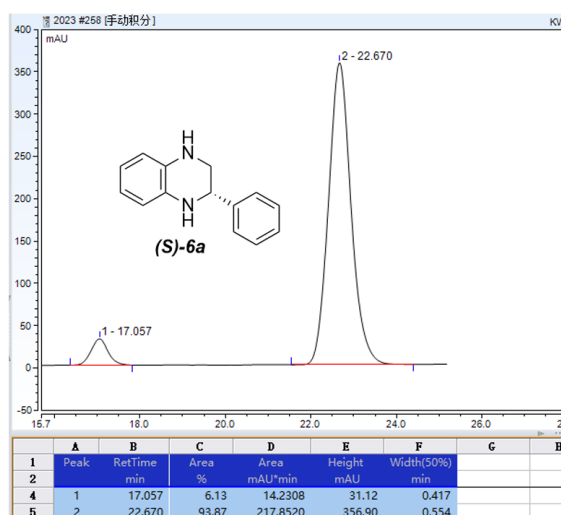 2023 #258 [手动积分]
400
mAU
350
300
250
200
150
100
50
0
-50
2 - 22.670
1 - 17.057
H
N
N
H
(S)-6a
15.7 18.0 20.0 22.0 24.0 26.0
A B C D E F G H
1 Peak RetTime Area Area Height Width(50%)
2 min % mAU*min mAU min
4 1 17.057 6.13 14.2308 31.12 0.417
5 2 22.670 93.87 217.8520 356.90 0.554